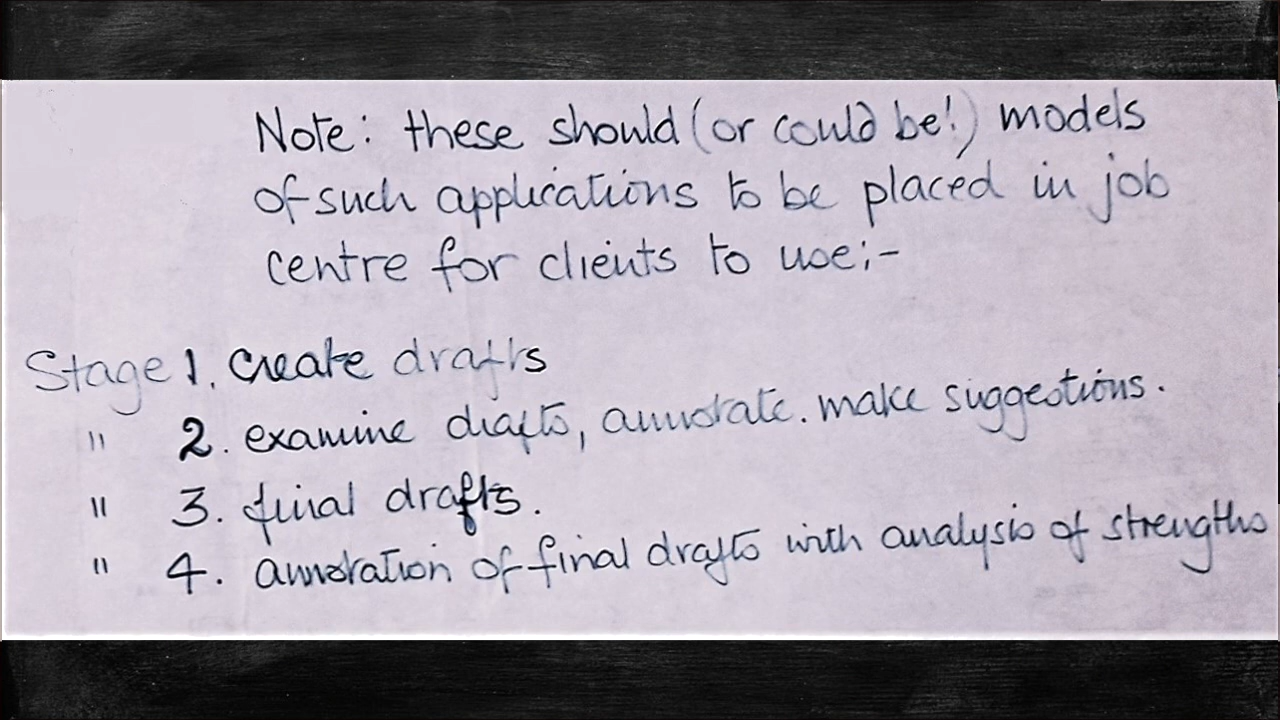 Note: these should (or could be!) models
of such applications to be placed in job
centre for clients to use;-
Stage 1. create drafts
" 2. examine drafts, annotate. make suggestions.
" 3. final drafts.
" 4. annotation of final drafts with analysis of strengths